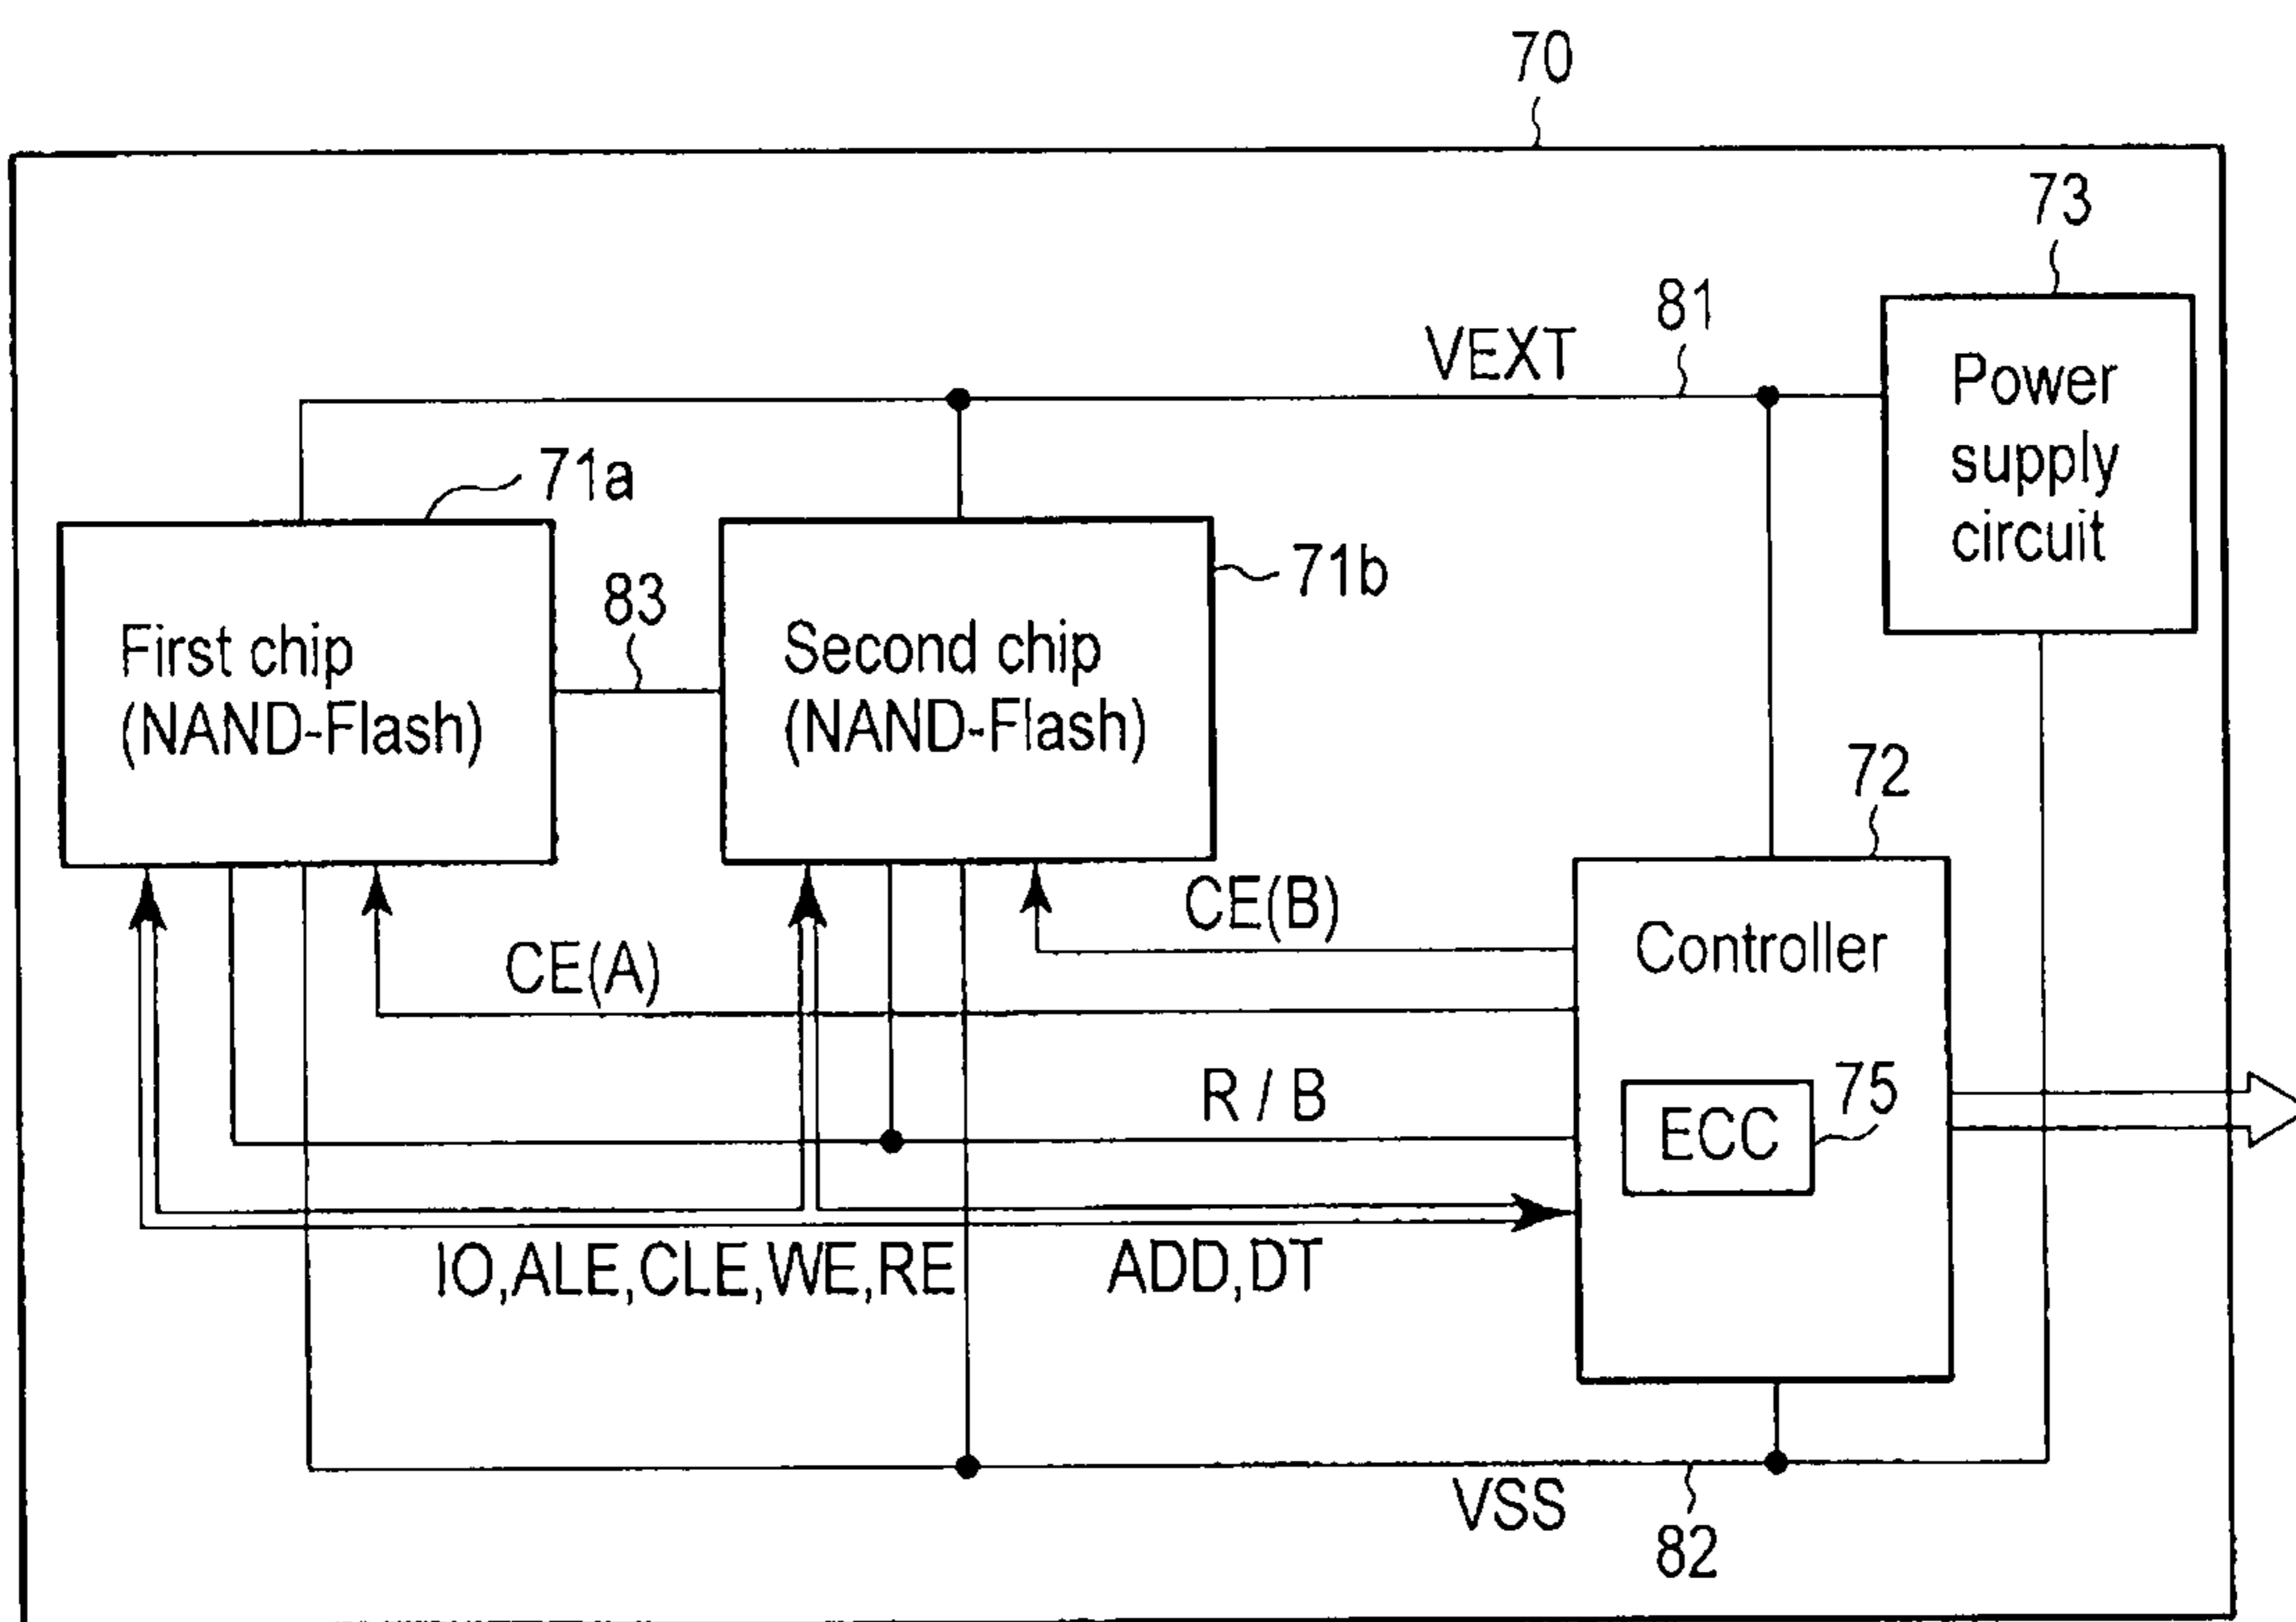 70
73
81
VEXT
Power
supply
circuit
71a
71b
83
First chip
(NAND-Flash)
Second chip
(NAND-Flash)
72
CE(B)
Controller
CE(A)
75
R / B
ECC
IO,ALE,CLE,WE,RE
ADD,DT
VSS
82